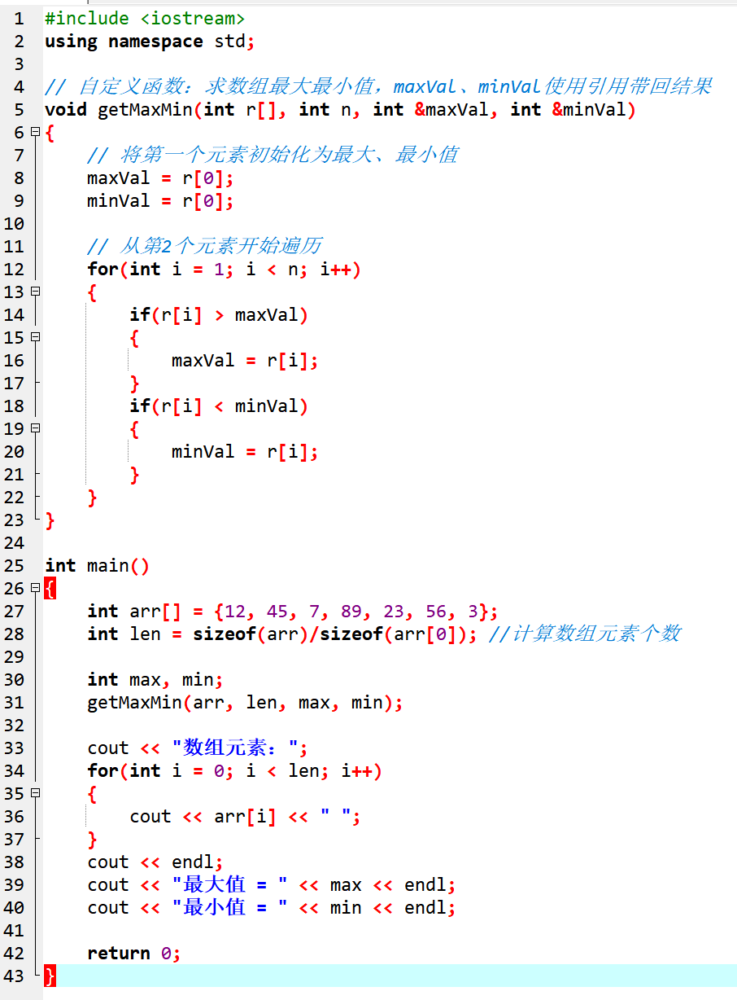 1 #include <iostream>
2 using namespace std;
3
4 // 自定义函数：求数组最大最小值，maxVal、minVal使用引用带回结果
5 void getMaxMin(int r[], int n, int &maxVal, int &minVal)
6 {
7 // 将第一个元素初始化为最大、最小值
8 maxVal = r[0];
9 minVal = r[0];
10
11 // 从第2个元素开始遍历
12 for(int i = 1; i < n; i++)
13 {
14 if(r[i] > maxVal)
15 {
16 maxVal = r[i];
17 }
18 if(r[i] < minVal)
19 {
20 minVal = r[i];
21 }
22 }
23 }
24
25 int main()
26 {
27 int arr[] = {12, 45, 7, 89, 23, 56, 3};
28 int len = sizeof(arr)/sizeof(arr[0]); //计算数组元素个数
29
30 int max, min;
31 getMaxMin(arr, len, max, min);
32
33 cout << "数组元素：";
34 for(int i = 0; i < len; i++)
35 {
36 cout << arr[i] << " ";
37 }
38 cout << endl;
39 cout << "最大值 = " << max << endl;
40 cout << "最小值 = " << min << endl;
41
42 return 0;
43 }